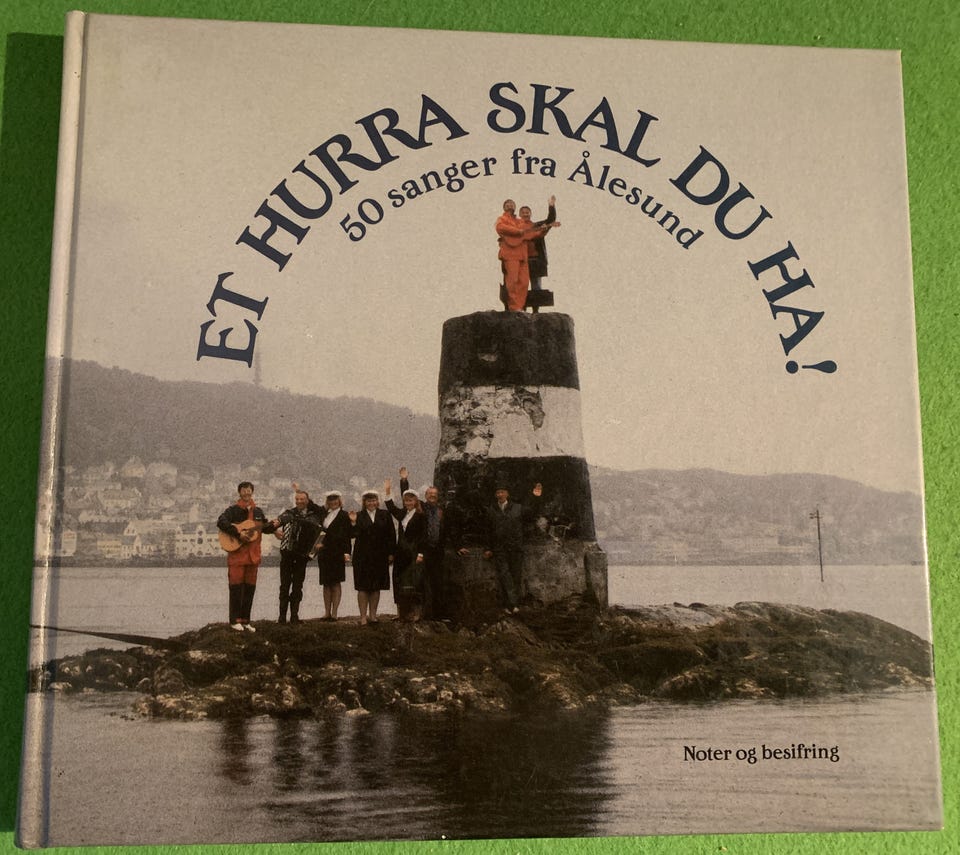 ET HURRA SKAL DU HA!
50 sanger fra Ålesund
Noter og besifring